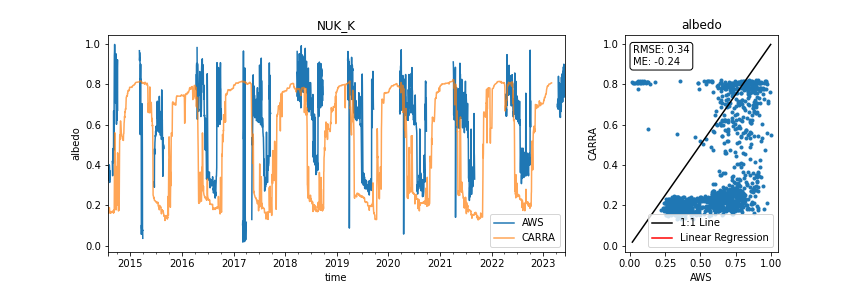 NUK_K
albedo
1.0
0.8
0.6
0.4
0.2
0.0
2015
2016
2017
2018
2019
2020
2021
2022
2023
time
AWS
CARRA
albedo
CARRA
1.0
0.8
0.6
0.4
0.2
0.0
RMSE: 0.34
ME: -0.24
1:1 Line
Linear Regression
0.00
0.25
0.50
0.75
1.00
AWS